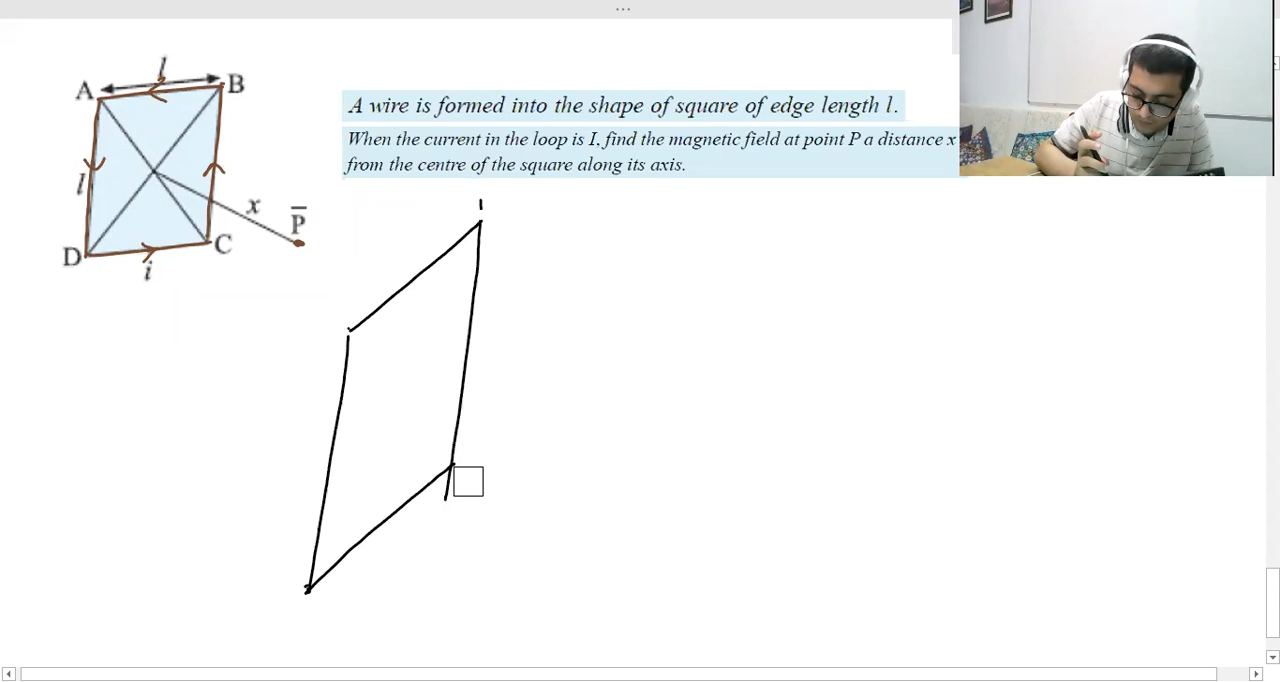 ...
l
A
B
A wire is formed into the shape of square of edge length l.
When the current in the loop is I, find the magnetic field at point P a distance x
from the centre of the square along its axis.
l
x
P
D
C
i